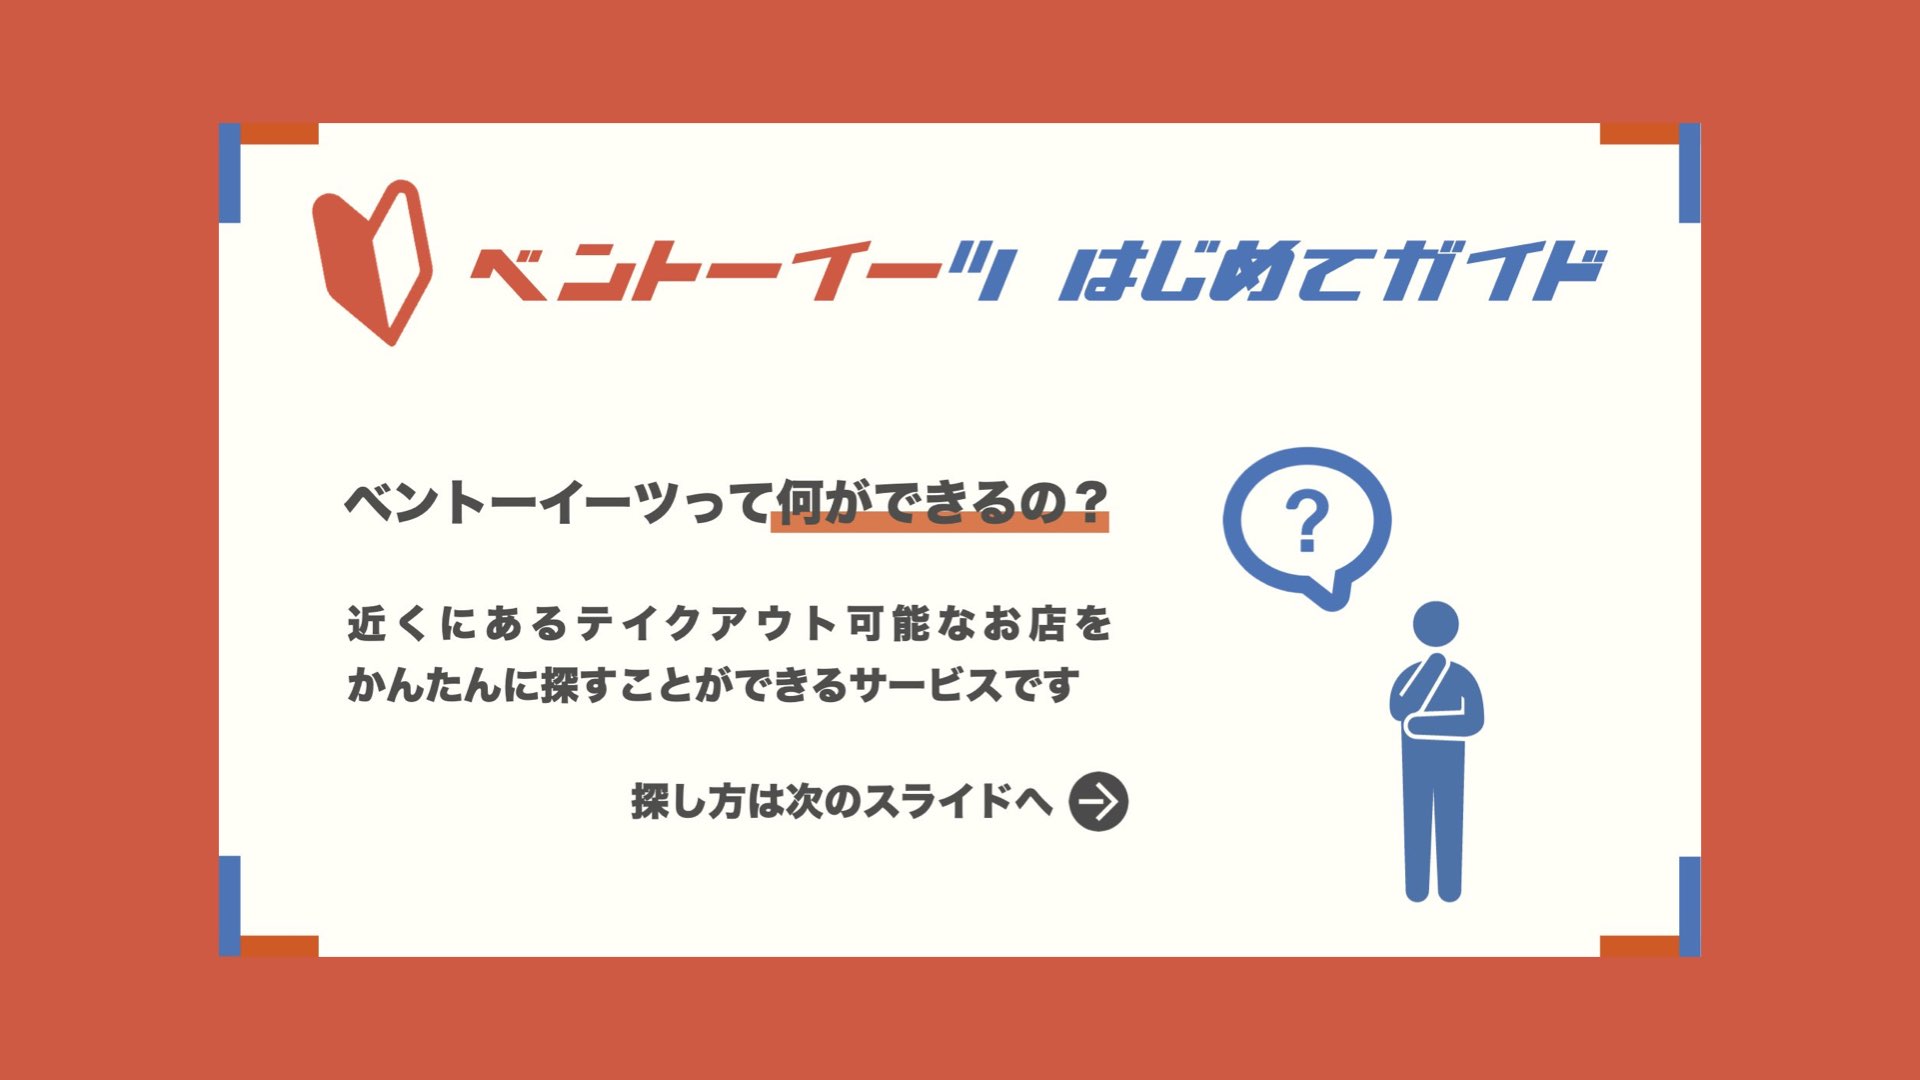 ベントーイーツ はじめてガイド
?
ベントーイーツって何ができるの？
近くにあるテイクアウト可能なお店を
かんたんに探すことができるサービスです
探し方は次のスライドへ